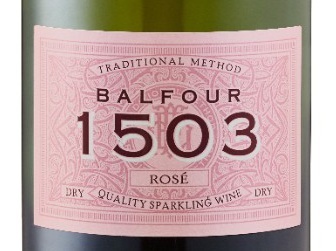 TRADITIONAL METHOD
BALFOUR
1503
ROSÉ
DRY QUALITY SPARKLING WINE DRY